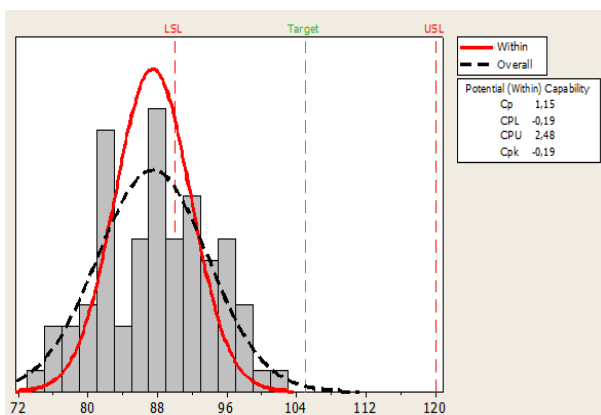 LSL Target USL
Within
Overall
Potential (Within) Capability
Cp 1,15
CPL -0,19
CPU 2,48
Cpk -0,19
72 80 88 96 104 112 120